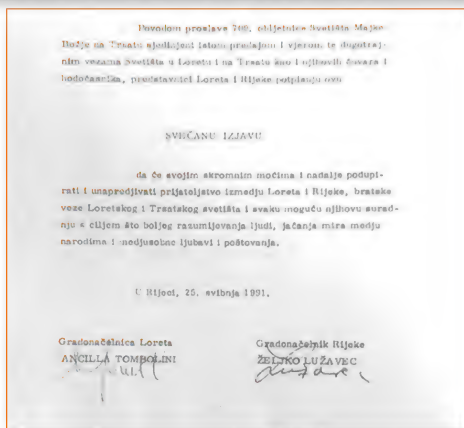 Povodom proslave 700. obljetnice Svetišta Majke
Božje na Trsatu sjedinjeni istom predajom i vjerom, te dugotraj-
nim vezama Svetišta u Loretu i na Trsatu kao i njihovih čuvara i
hodočasnika, predstavnici Loreta i Rijeke potpisuju ovu
SVEČANU IZJAVU
da će svojim skromnim moćima i nadalje podupi-
rati i unapredjivati prijateljstvo izmedju Loreta i Rijeke, bratske
veze Loretskog i Trsatskog svetišta i svaku moguću njihovu surad-
nju s ciljem što boljeg razumijevanja ljudi, jačanja mira medju
narodima i medjusobne ljubavi i poštovanja.
U Rijeci, 25. svibnja 1991.
Gradonačelnica Loreta
ANCILLA TOMBOLINI
Gradonačelnik Rijeke
ŽELJKO LUŽAVEC